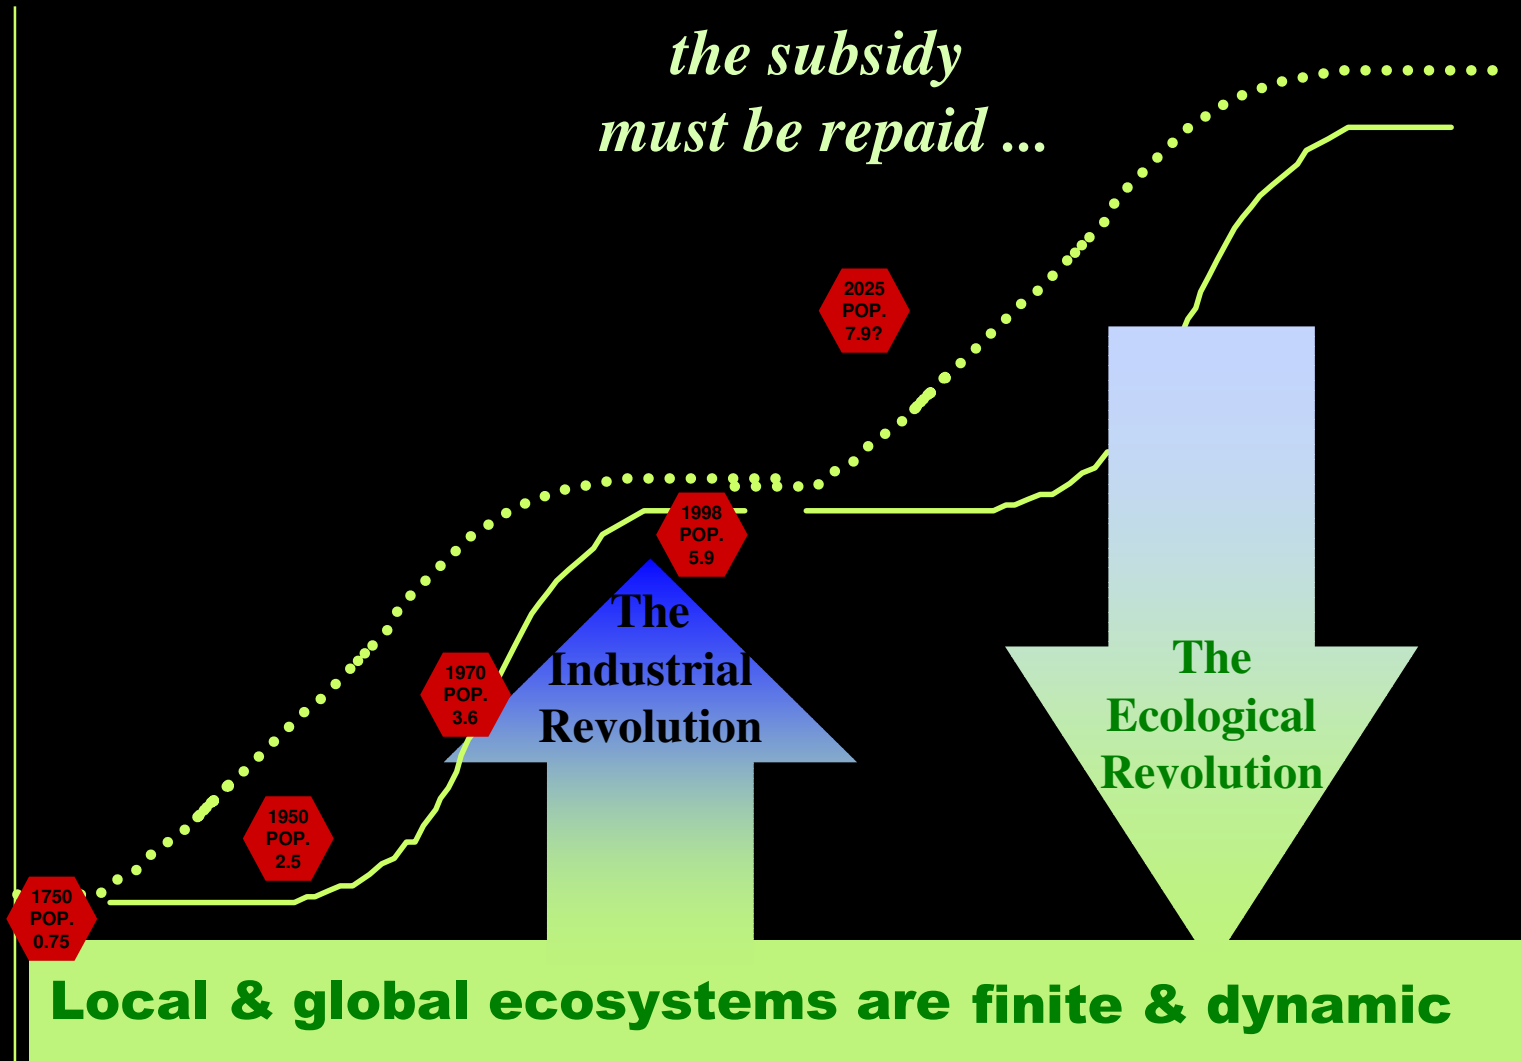 the subsidy
must be repaid ...
2025
POP.
7.9?
1998
POP.
5.9
The
Industrial
Revolution
1970
POP.
3.6
The
Ecological
Revolution
1950
POP.
2.5
1750
POP.
0.75
Local & global ecosystems are finite & dynamic